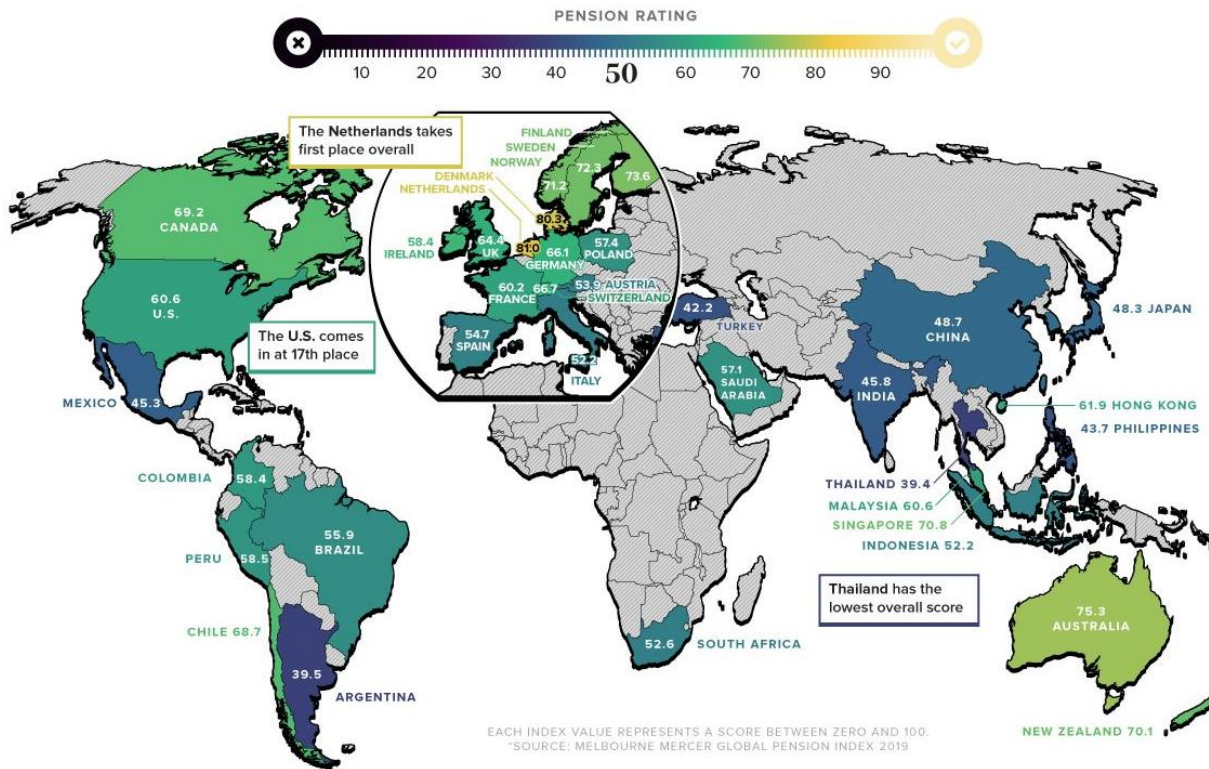 PENSION RATING
10 20 30 40 50 60 70 80 90
The Netherlands takes
first place overall
FINLAND
SWEDEN
NORWAY
DENMARK
NETHERLANDS
72.3
73.6
71.2
80.3
81.0
58.4
IRELAND
64.4
UK
66.1
GERMANY
57.4
POLAND
60.2
FRANCE
66.7
53.9 AUSTRIA
SWITZERLAND
54.7
SPAIN
52.2
ITALY
69.2
CANADA
60.6
U.S.
The U.S. comes
in at 17th place
MEXICO 45.3
COLOMBIA
58.4
PERU
58.5
55.9
BRAZIL
CHILE 68.7
39.5
ARGENTINA
42.2
TURKEY
57.1
SAUDI
ARABIA
52.6
SOUTH AFRICA
48.7
CHINA
48.3 JAPAN
45.8
INDIA
61.9 HONG KONG
43.7 PHILIPPINES
THAILAND 39.4
MALAYSIA 60.6
SINGAPORE 70.8
INDONESIA 52.2
Thailand has the
lowest overall score
75.3
AUSTRALIA
NEW ZEALAND 70.1
EACH INDEX VALUE REPRESENTS A SCORE BETWEEN ZERO AND 100.
*SOURCE: MELBOURNE MERCER GLOBAL PENSION INDEX 2019